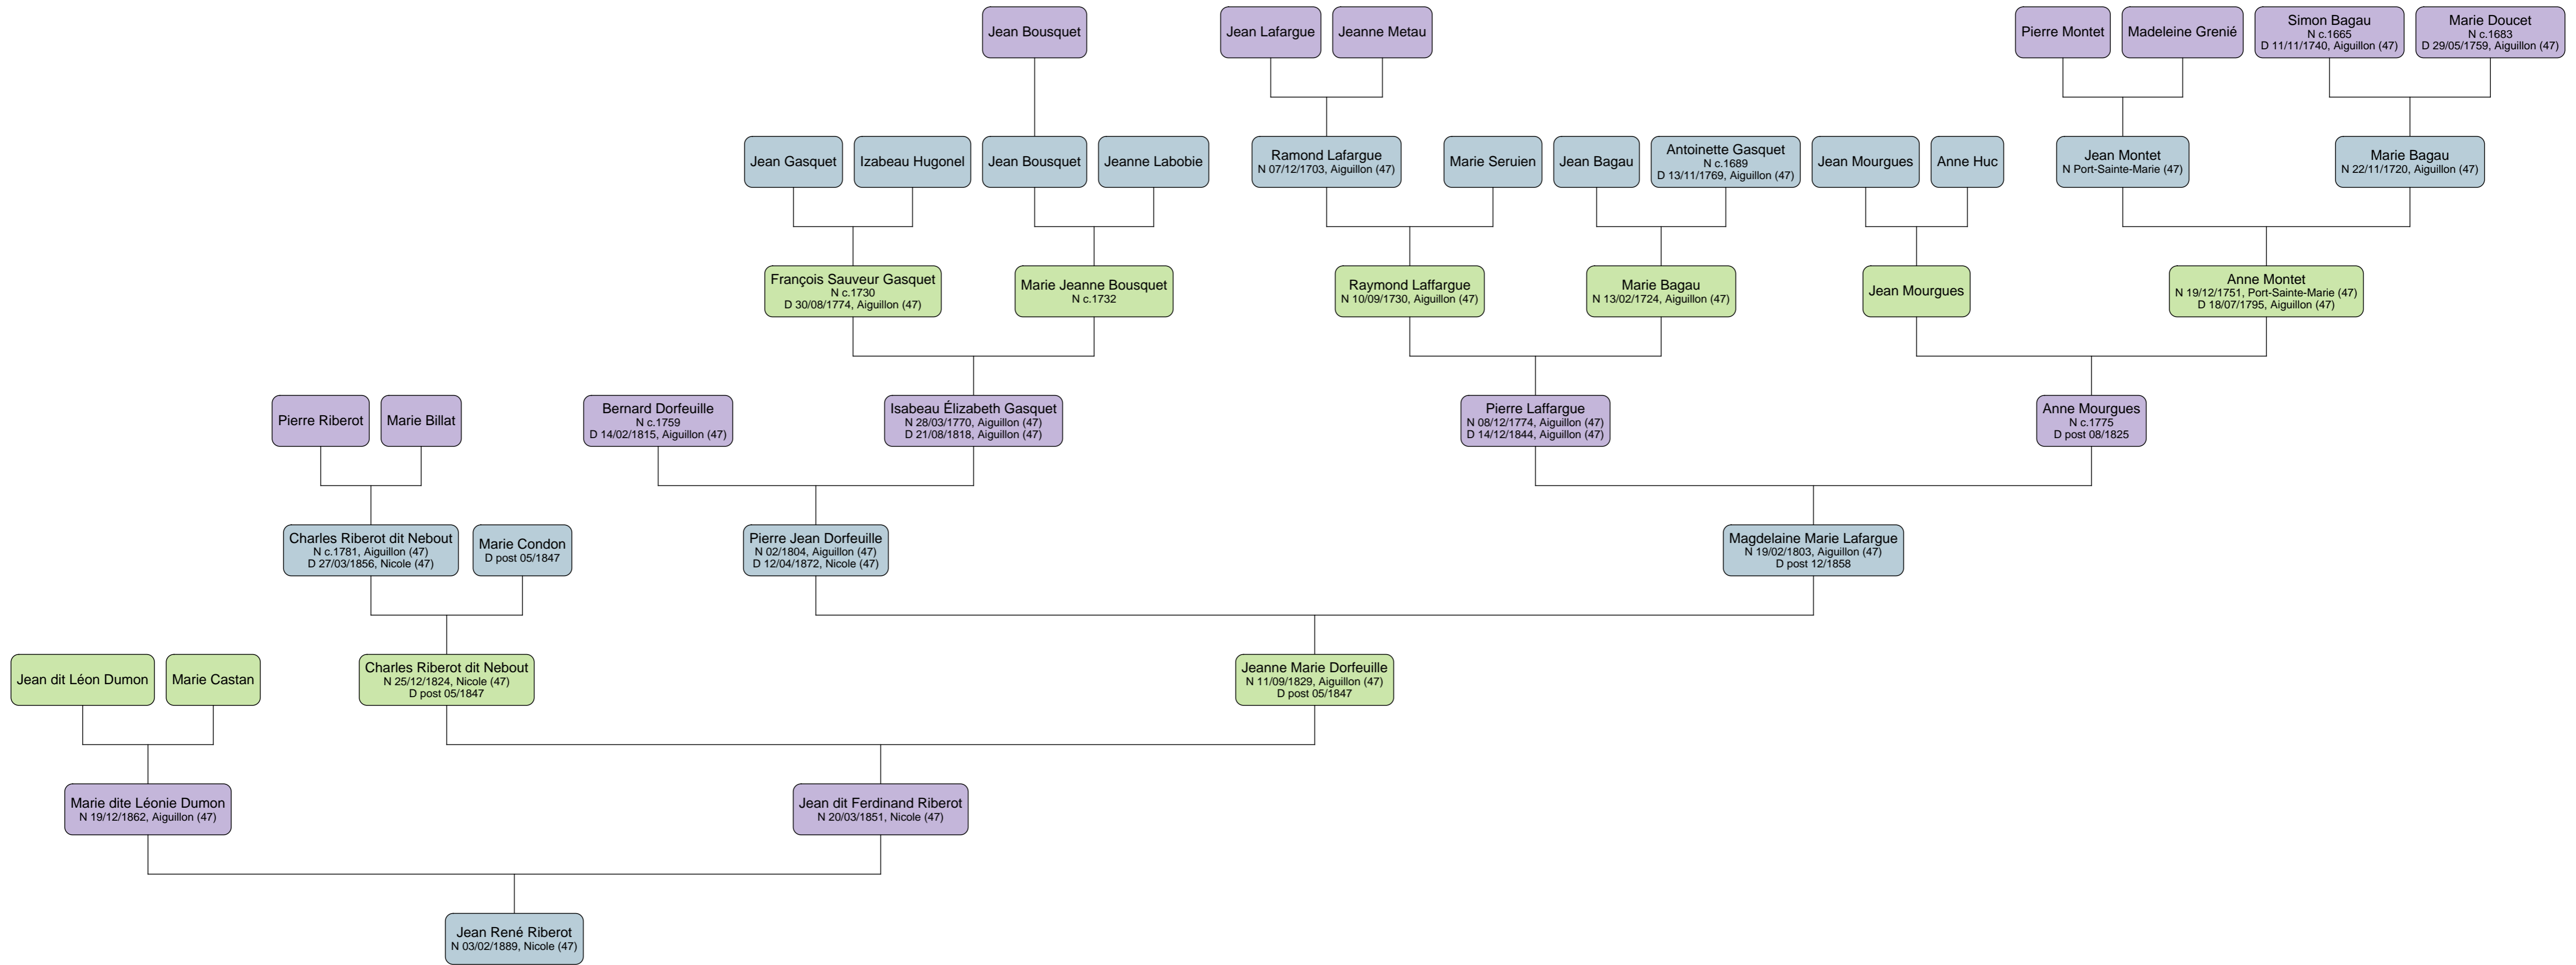 Jean Bousquet
Jean Lafargue
Jeanne Metau
Pierre Montet
Madeleine Grenié
Simon Bagau
N c.1665
D 11/11/1740, Aiguillon (47)
Marie Doucet
N c.1683
D 29/05/1759, Aiguillon (47)
Jean Gasquet
Izabeau Hugonel
Jean Bousquet
Jeanne Labobie
Ramond Lafargue
N 07/12/1703, Aiguillon (47)
Marie Seruien
Jean Bagau
Antoinette Gasquet
N c.1689
D 13/11/1769, Aiguillon (47)
Jean Mourgues
Anne Huc
Jean Montet
N Port-Sainte-Marie (47)
Marie Bagau
N 22/11/1720, Aiguillon (47)
François Sauveur Gasquet
N c.1730
D 30/08/1774, Aiguillon (47)
Marie Jeanne Bousquet
N c.1732
Raymond Laffargue
N 10/09/1730, Aiguillon (47)
Marie Bagau
N 13/02/1724, Aiguillon (47)
Jean Mourgues
Anne Montet
N 19/12/1751, Port-Sainte-Marie (47)
D 18/07/1795, Aiguillon (47)
Pierre Riberot
Marie Billat
Bernard Dorfeuille
N c.1759
D 14/02/1815, Aiguillon (47)
Isabeau Élizabeth Gasquet
N 28/03/1770, Aiguillon (47)
D 21/08/1818, Aiguillon (47)
Pierre Laffargue
N 08/12/1774, Aiguillon (47)
D 14/12/1844, Aiguillon (47)
Anne Mourgues
N c.1775
D post 08/1825
Charles Riberot dit Nebout
N c.1781, Aiguillon (47)
D 27/03/1856, Nicole (47)
Marie Condon
D post 05/1847
Pierre Jean Dorfeuille
N 02/1804, Aiguillon (47)
D 12/04/1872, Nicole (47)
Magdelaine Marie Lafargue
N 19/02/1803, Aiguillon (47)
D post 12/1858
Jean dit Léon Dumon
Marie Castan
Charles Riberot dit Nebout
N 25/12/1824, Nicole (47)
D post 05/1847
Jeanne Marie Dorfeuille
N 11/09/1829, Aiguillon (47)
D post 05/1847
Marie dite Léonie Dumon
N 19/12/1862, Aiguillon (47)
Jean dit Ferdinand Riberot
N 20/03/1851, Nicole (47)
Jean René Riberot
N 03/02/1889, Nicole (47)